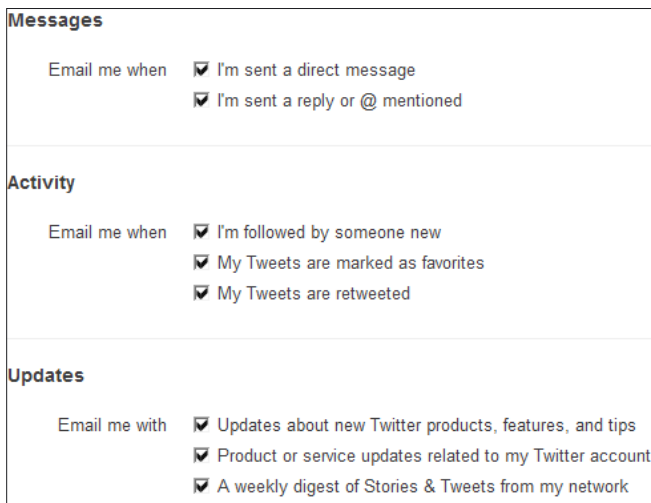 Messages
Email me when I'm sent a direct message
I'm sent a reply or @ mentioned
Activity
Email me when I'm followed by someone new
My Tweets are marked as favorites
My Tweets are retweeted
Updates
Email me with Updates about new Twitter products, features, and tips
Product or service updates related to my Twitter account
A weekly digest of Stories & Tweets from my network